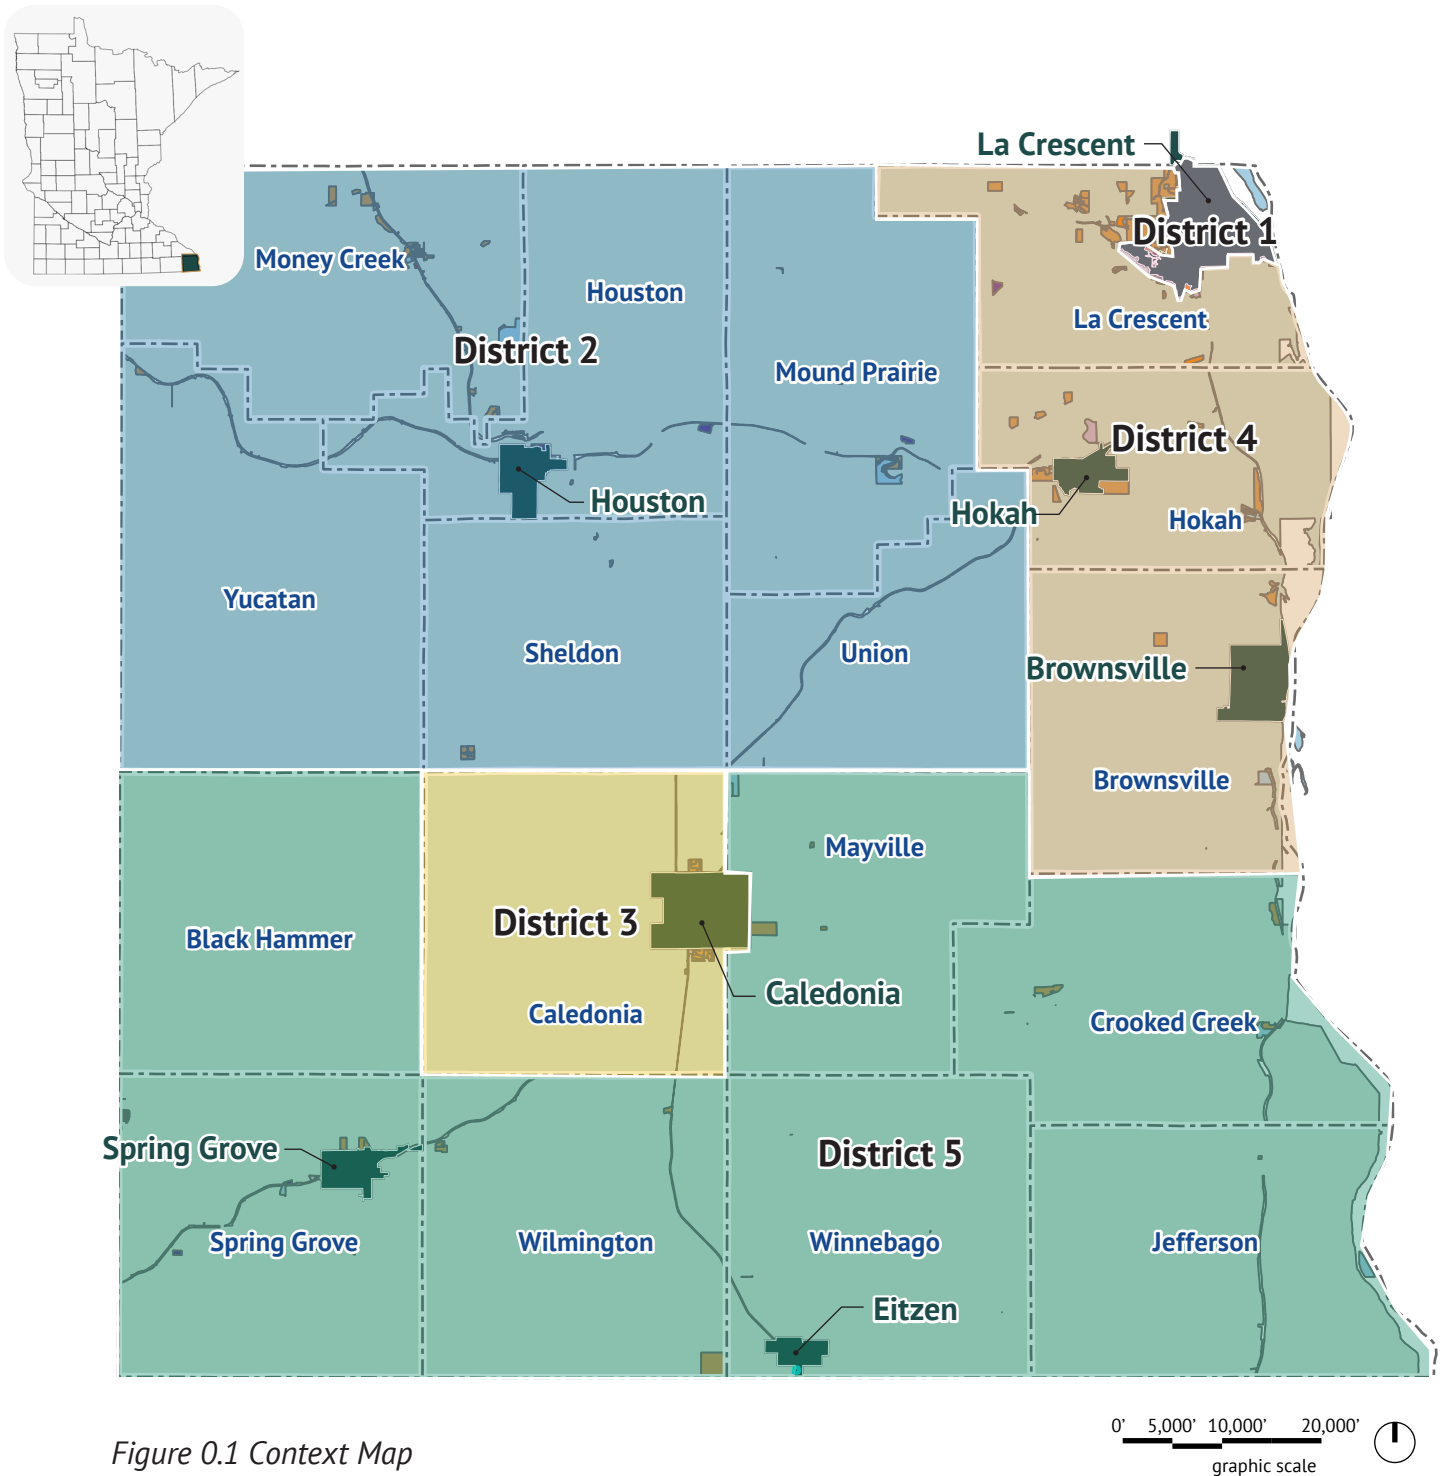 La Crescent
District 1
Money Creek
Houston
La Crescent
District 2
Mound Prairie
District 4
Houston
Hokah
Hokah
Yucatan
Sheldon
Union
Brownsville
Brownsville
Mayville
District 3
Black Hammer
Caledonia
Caledonia
Crooked Creek
Spring Grove
District 5
Spring Grove
Wilmington
Winnebago
Jefferson
Eitzen
0' 5,000' 10,000' 20,000'
graphic scale
Figure 0.1 Context Map